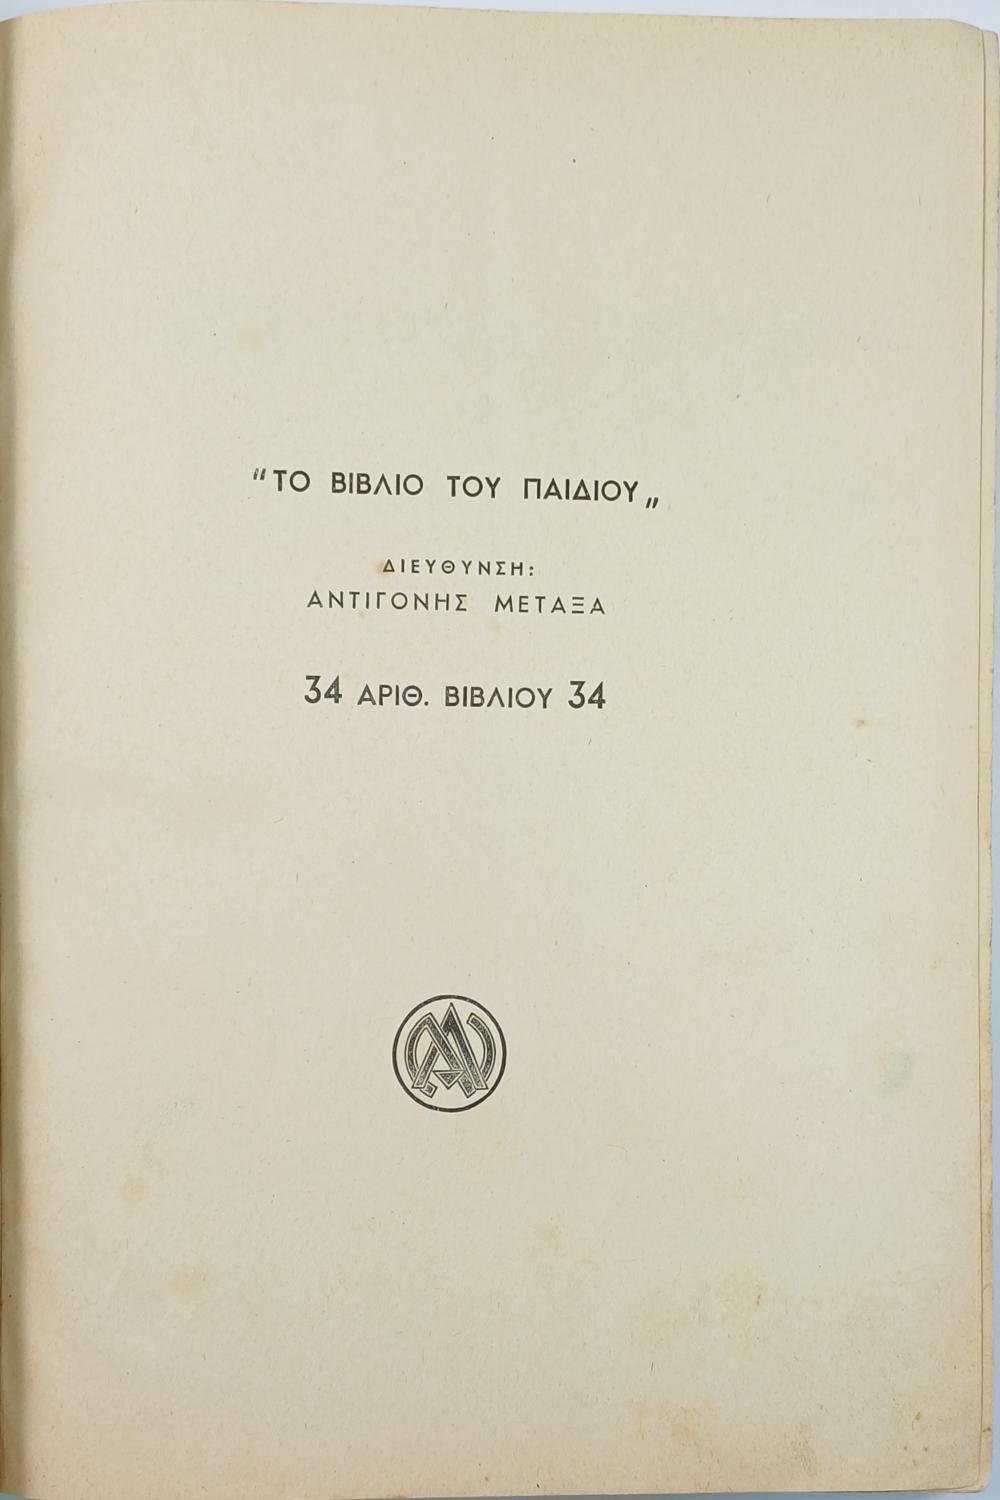 "ΤΟ ΒΙΒΛΙΟ ΤΟΥ ΠΑΙΔΙΟΥ„
ΔΙΕΥΘΥΝΣΗ:
ΑΝΤΙΓΟΝΗΣ ΜΕΤΑΞΑ
34 ΑΡΙΘ. ΒΙΒΛΙΟΥ 34